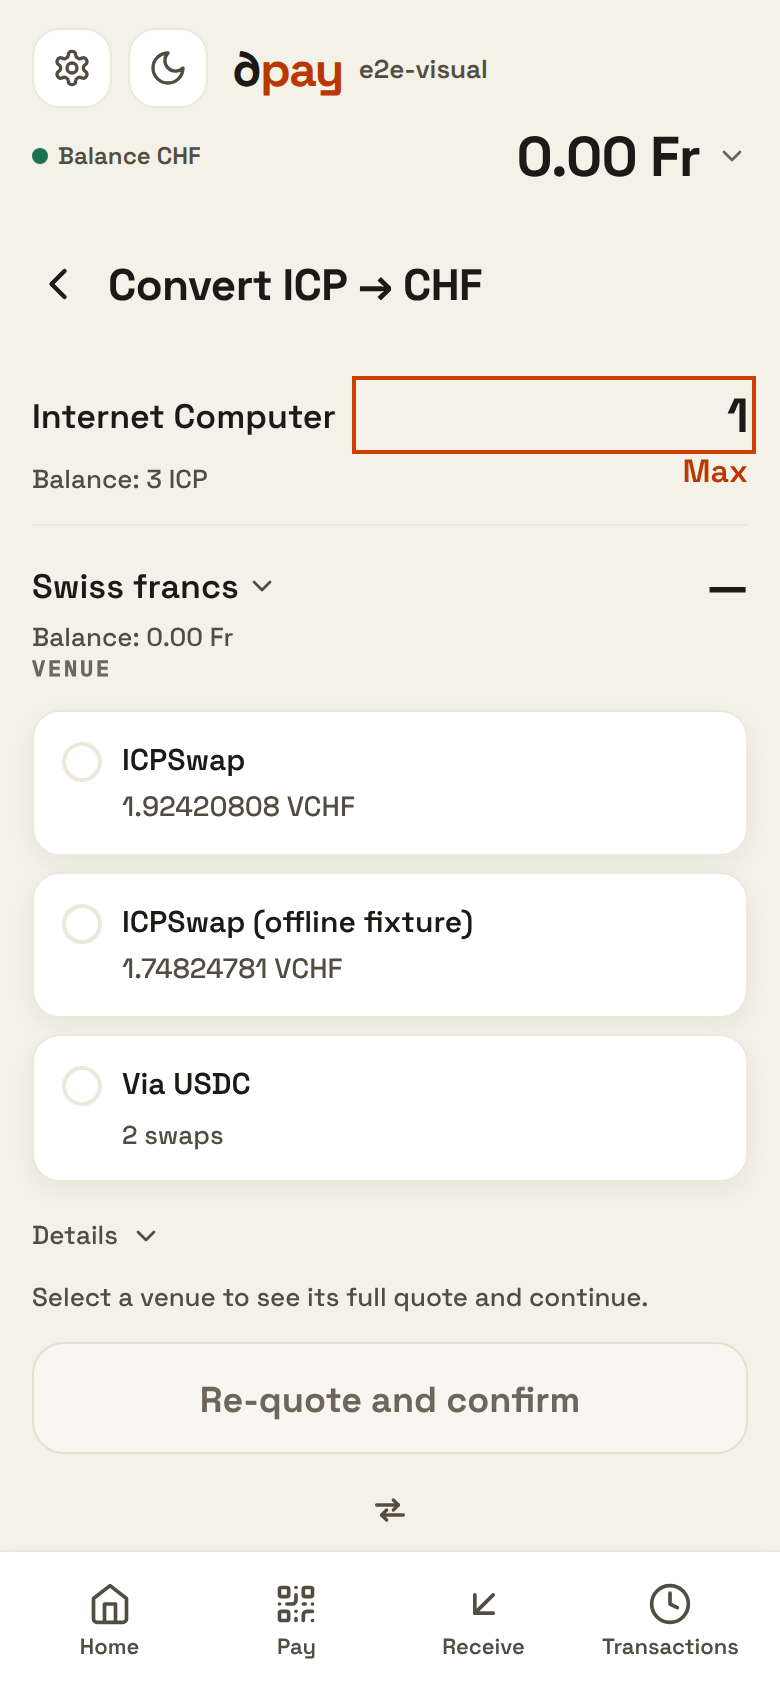 ∂pay e2e-visual
Balance CHF 0.00 Fr
Convert ICP → CHF
Internet Computer 1
Balance: 3 ICP Max
Swiss francs —
Balance: 0.00 Fr
VENUE
ICPSwap
1.92420808 VCHF
ICPSwap (offline fixture)
1.74824781 VCHF
Via USDC
2 swaps
Details
Select a venue to see its full quote and continue.
Re-quote and confirm
Home Pay Receive Transactions